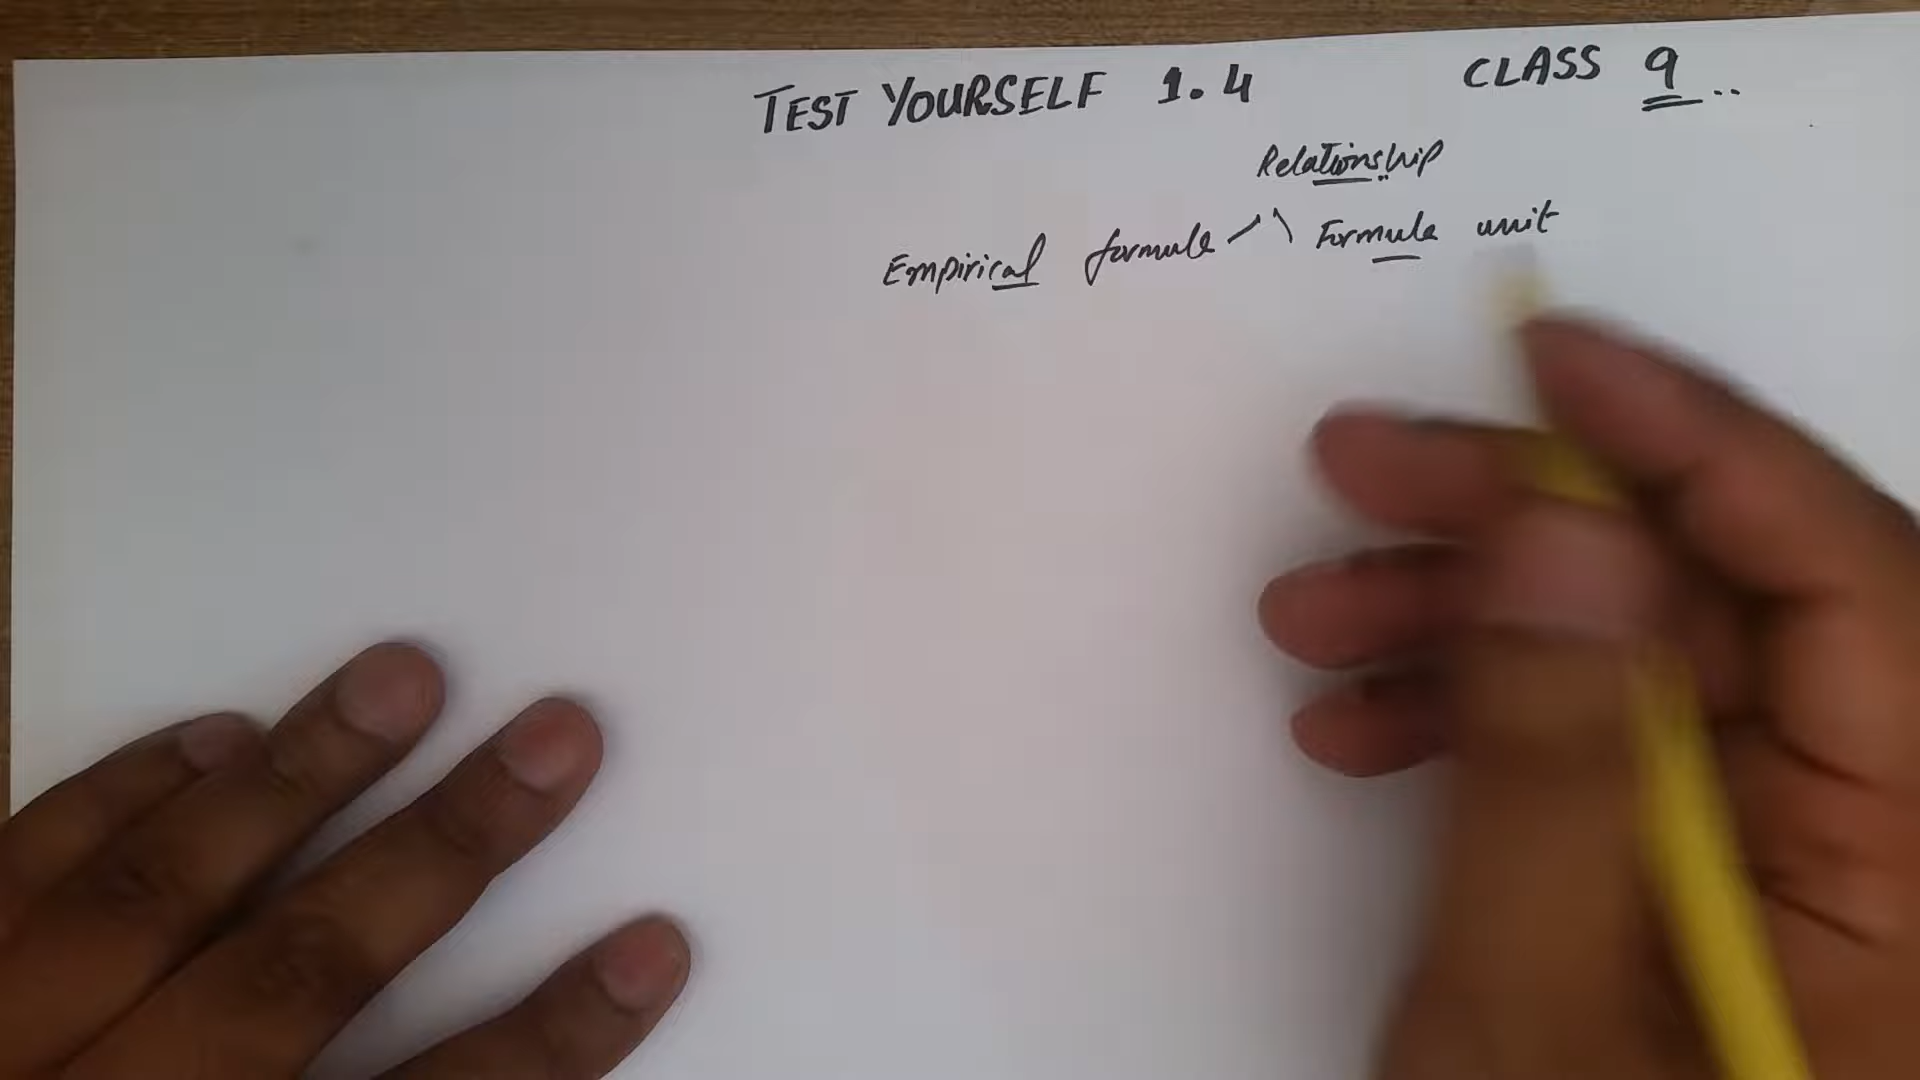 TEST YOURSELF 1.4 CLASS 9..
Relationship
Empirical formula Formula unit